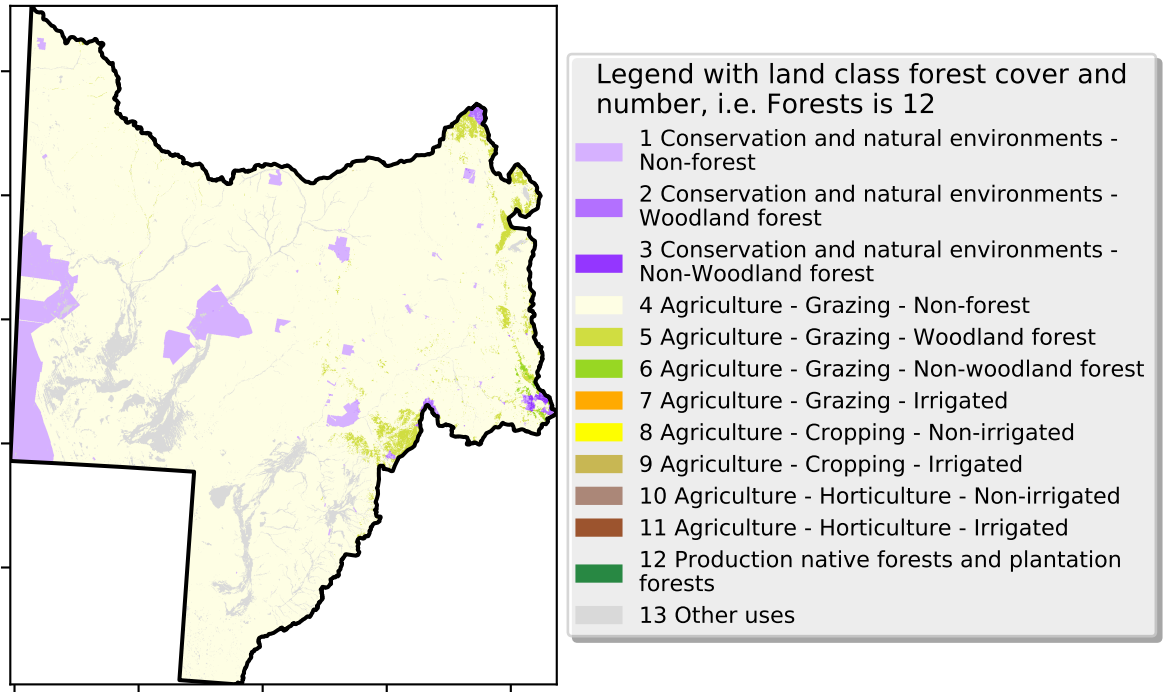 Legend with land class forest cover and
number, i.e. Forests is 12
1 Conservation and natural environments -
Non-forest
2 Conservation and natural environments -
Woodland forest
3 Conservation and natural environments -
Non-Woodland forest
4 Agriculture - Grazing - Non-forest
5 Agriculture - Grazing - Woodland forest
6 Agriculture - Grazing - Non-woodland forest
7 Agriculture - Grazing - Irrigated
8 Agriculture - Cropping - Non-irrigated
9 Agriculture - Cropping - Irrigated
10 Agriculture - Horticulture - Non-irrigated
11 Agriculture - Horticulture - Irrigated
12 Production native forests and plantation
forests
13 Other uses